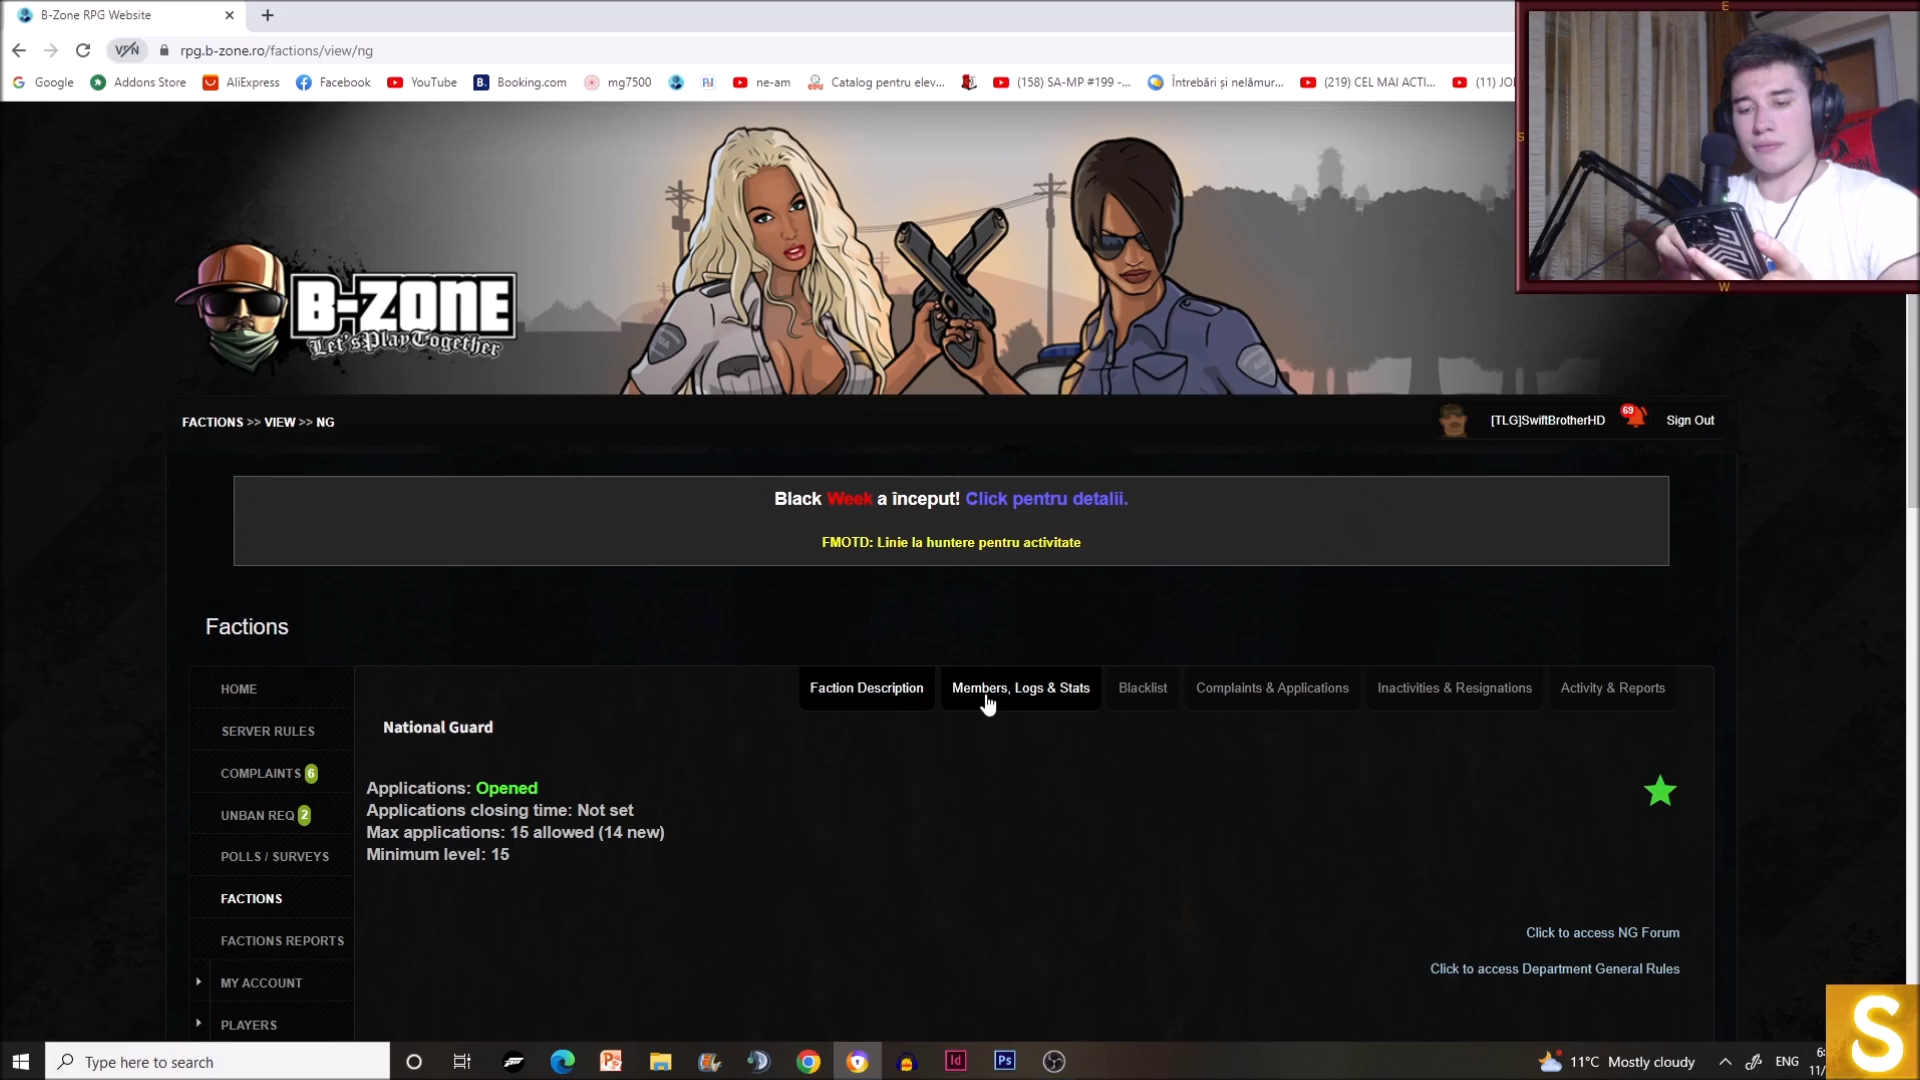 B-Zone RPG Website
VPN
rpg.b-zone.ro/factions/view/ng
Google
Addons Store
AliExpress
Facebook
YouTube
Booking.com
mg7500
ne-am
Catalog pentru elev...
(158) SA-MP #199 -...
Întrebări și nelămur...
(219) CEL MAI ACTI...
E
S
W
B-ZONE
Let'sPlayTogether
FACTIONS >> VIEW >> NG
[TLG]SwiftBrotherHD
69
Sign Out
Black Week a început! Click pentru detalii.
FMOTD: Linie la huntere pentru activitate
Factions
HOME
SERVER RULES
COMPLAINTS 6
UNBAN REQ 2
POLLS / SURVEYS
FACTIONS
FACTIONS REPORTS
MY ACCOUNT
PLAYERS
Faction Description
Members, Logs & Stats
Blacklist
Complaints & Applications
Inactivities & Resignations
Activity & Reports
National Guard
Applications: Opened
Applications closing time: Not set
Max applications: 15 allowed (14 new)
Minimum level: 15
Click to access NG Forum
Click to access Department General Rules
Type here to search
Id
Ps
11°C Mostly cloudy
ENG
S